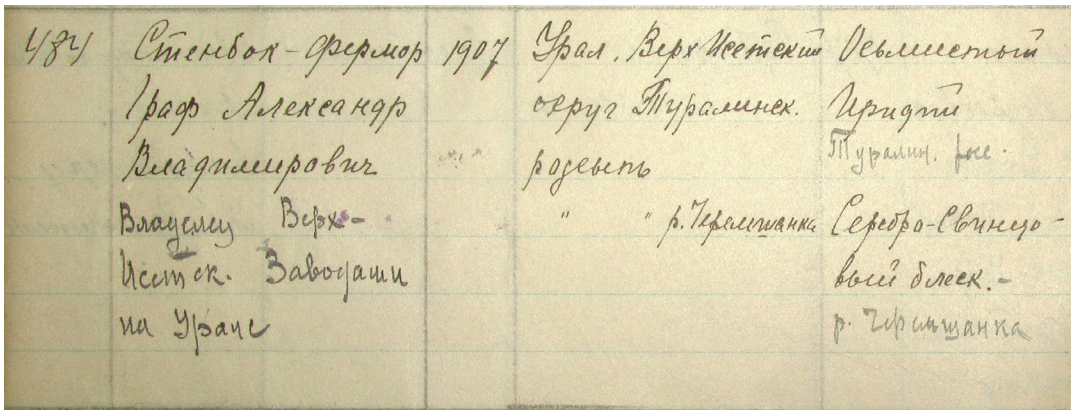 484 Стенбок-Фермор 1907 Урал. Верх Исетский Осьмистый
Граф Александр округ Туралинск. Иридий
Владимирович розсыпь Туралин. рос.
Владелец Верх- " " р. Черемшанка Серебро-Свинцо-
Исетск. Заводами вый блеск.-
на Урале р. Черемшанка